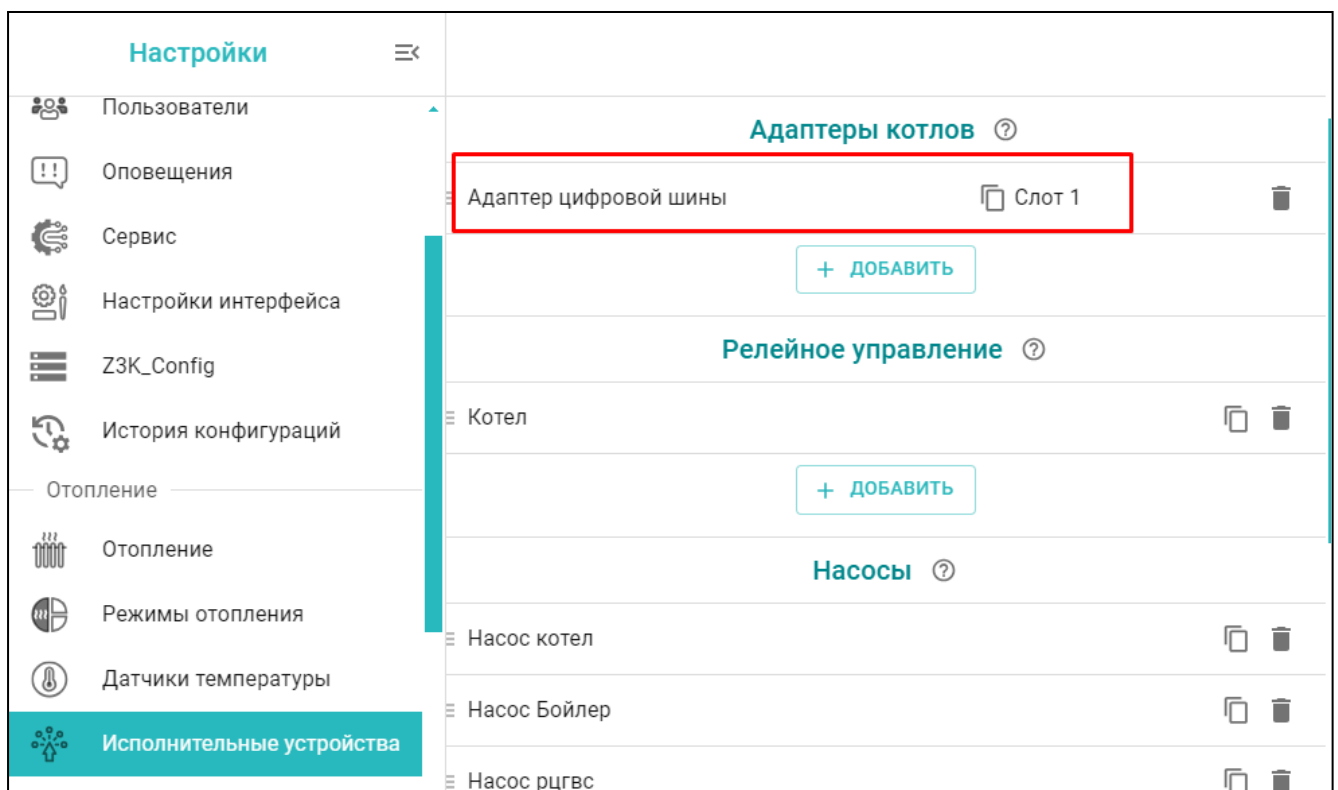 Настройки
Пользователи
Оповещения
Сервис
Настройки интерфейса
Z3K_Config
История конфигураций
Отопление
Отопление
Режимы отопления
Датчики температуры
Исполнительные устройства
Адаптеры котлов
Адаптер цифровой шины Слот 1
+ ДОБАВИТЬ
Релейное управление
Котел
+ ДОБАВИТЬ
Насосы
Насос котел
Насос Бойлер
Насос рцгвс